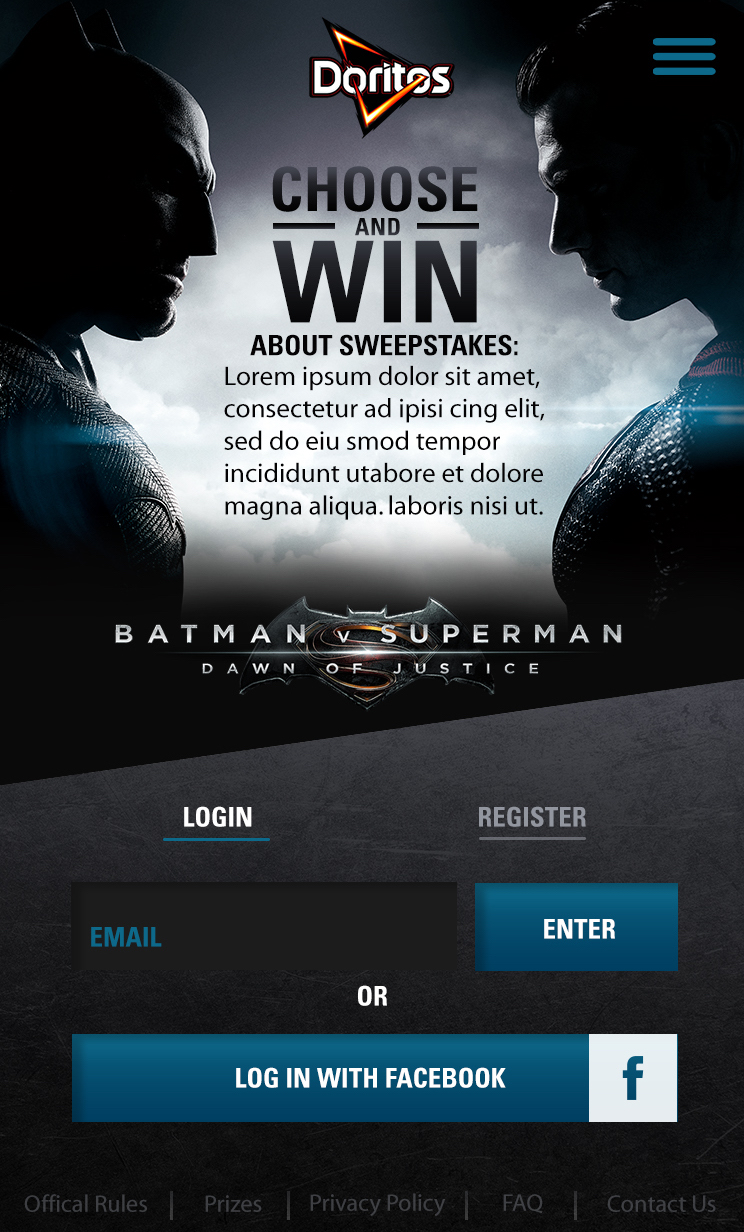 Doritos
CHOOSE
AND
WIN
ABOUT SWEEPSTAKES:
Lorem ipsum dolor sit amet,
consectetur ad ipisi cing elit,
sed do eiu smod tempor
incididunt utabore et dolore
magna aliqua. laboris nisi ut.
BATMAN v SUPERMAN
DAWN OF JUSTICE
LOGIN REGISTER
EMAIL ENTER
OR
LOG IN WITH FACEBOOK f
Offical Rules | Prizes | Privacy Policy | FAQ | Contact Us